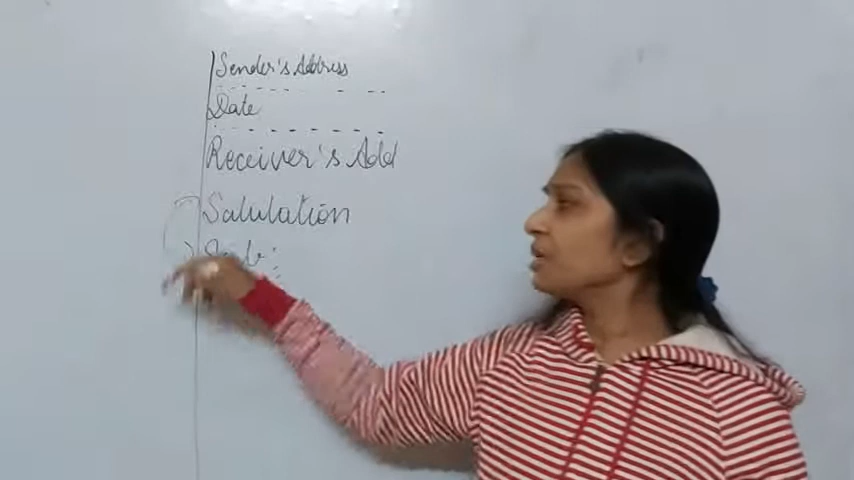 Sender's Address
Date
Receiver's Add
Salutation